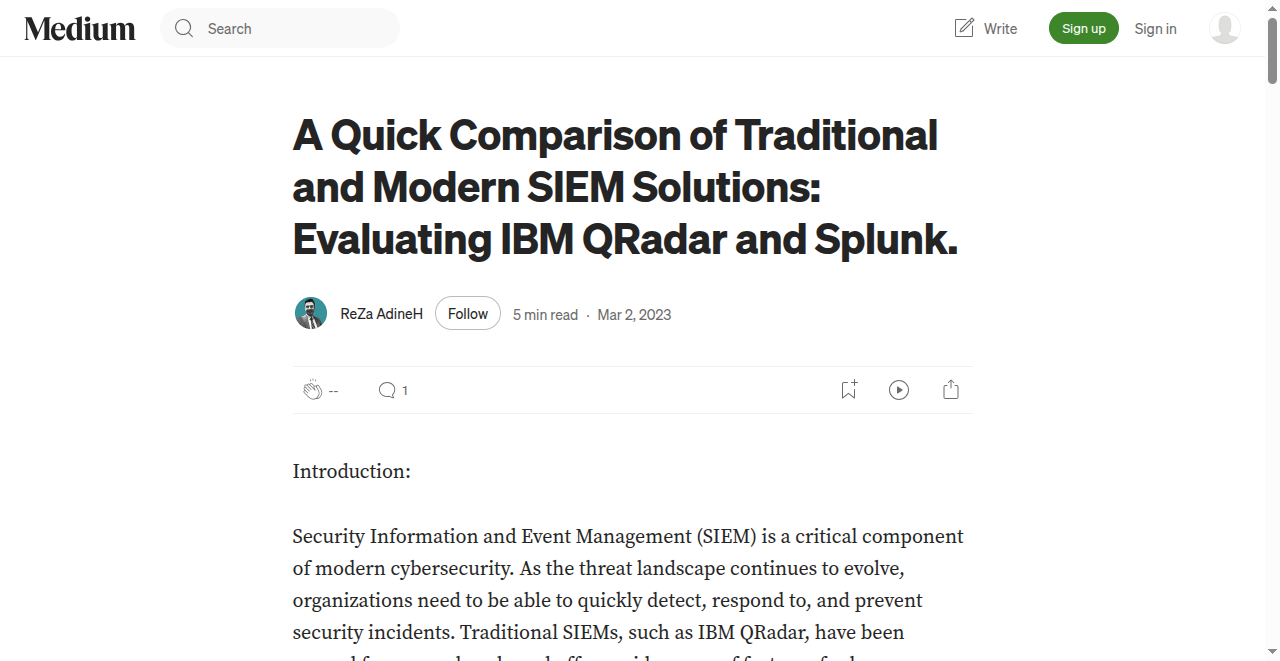 Medium
Search
Write
Sign up
Sign in
A Quick Comparison of Traditional
and Modern SIEM Solutions:
Evaluating IBM QRadar and Splunk.
ReZa AdineH
Follow
5 min read · Mar 2, 2023
--
1
Introduction:
Security Information and Event Management (SIEM) is a critical component
of modern cybersecurity. As the threat landscape continues to evolve,
organizations need to be able to quickly detect, respond to, and prevent
security incidents. Traditional SIEMs, such as IBM QRadar, have been